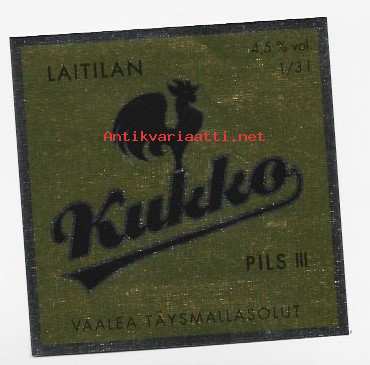 LAITILAN
4,5 % vol
1/3 l
Antikvariaatti.net
Kukko
PILS III
VAALEA TÄYSMALLASOLUT